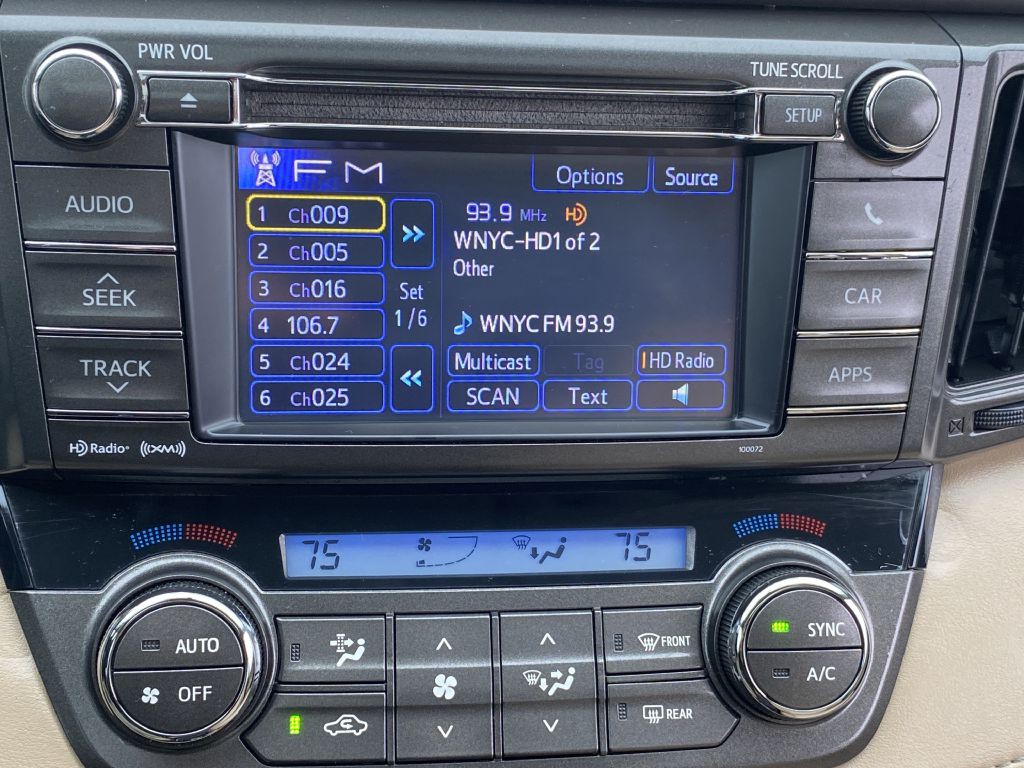 PWR VOL
TUNE SCROLL
SETUP
AUDIO
SEEK
TRACK
HD Radio
((XM))
FM
Options
Source
1 Ch009
2 Ch005
3 Ch016
4 106.7
5 Ch024
6 Ch025
Set
1/6
93.9 MHz HD
WNYC-HD1 of 2
Other
WNYC FM 93.9
Multicast
Tag
HD Radio
SCAN
Text
CAR
APPS
100072
75
75
AUTO
OFF
FRONT
REAR
SYNC
A/C